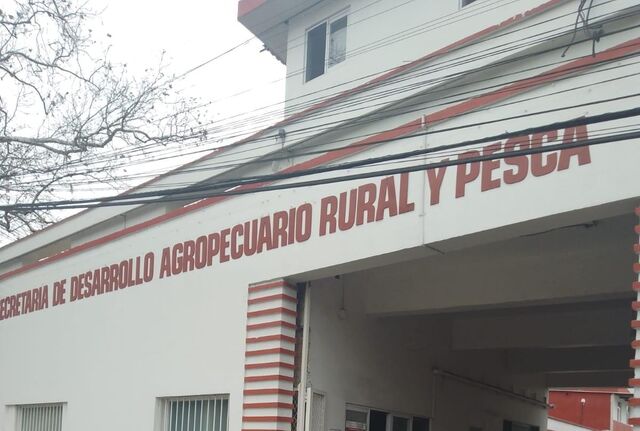 ECRETARIA DE DESARROLLO AGROPECUARIO RURAL Y PESCA